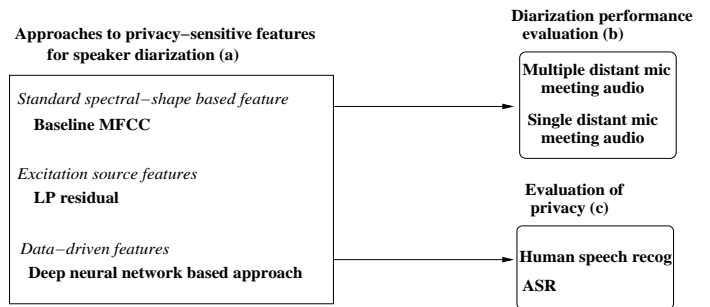 Approaches to privacy−sensitive features
for speaker diarization (a)
Standard spectral−shape based feature
Baseline MFCC
Excitation source features
LP residual
Data−driven features
Deep neural network based approach
Diarization performance
evaluation (b)
Multiple distant mic
meeting audio
Single distant mic
meeting audio
Evaluation of
privacy (c)
Human speech recog
ASR